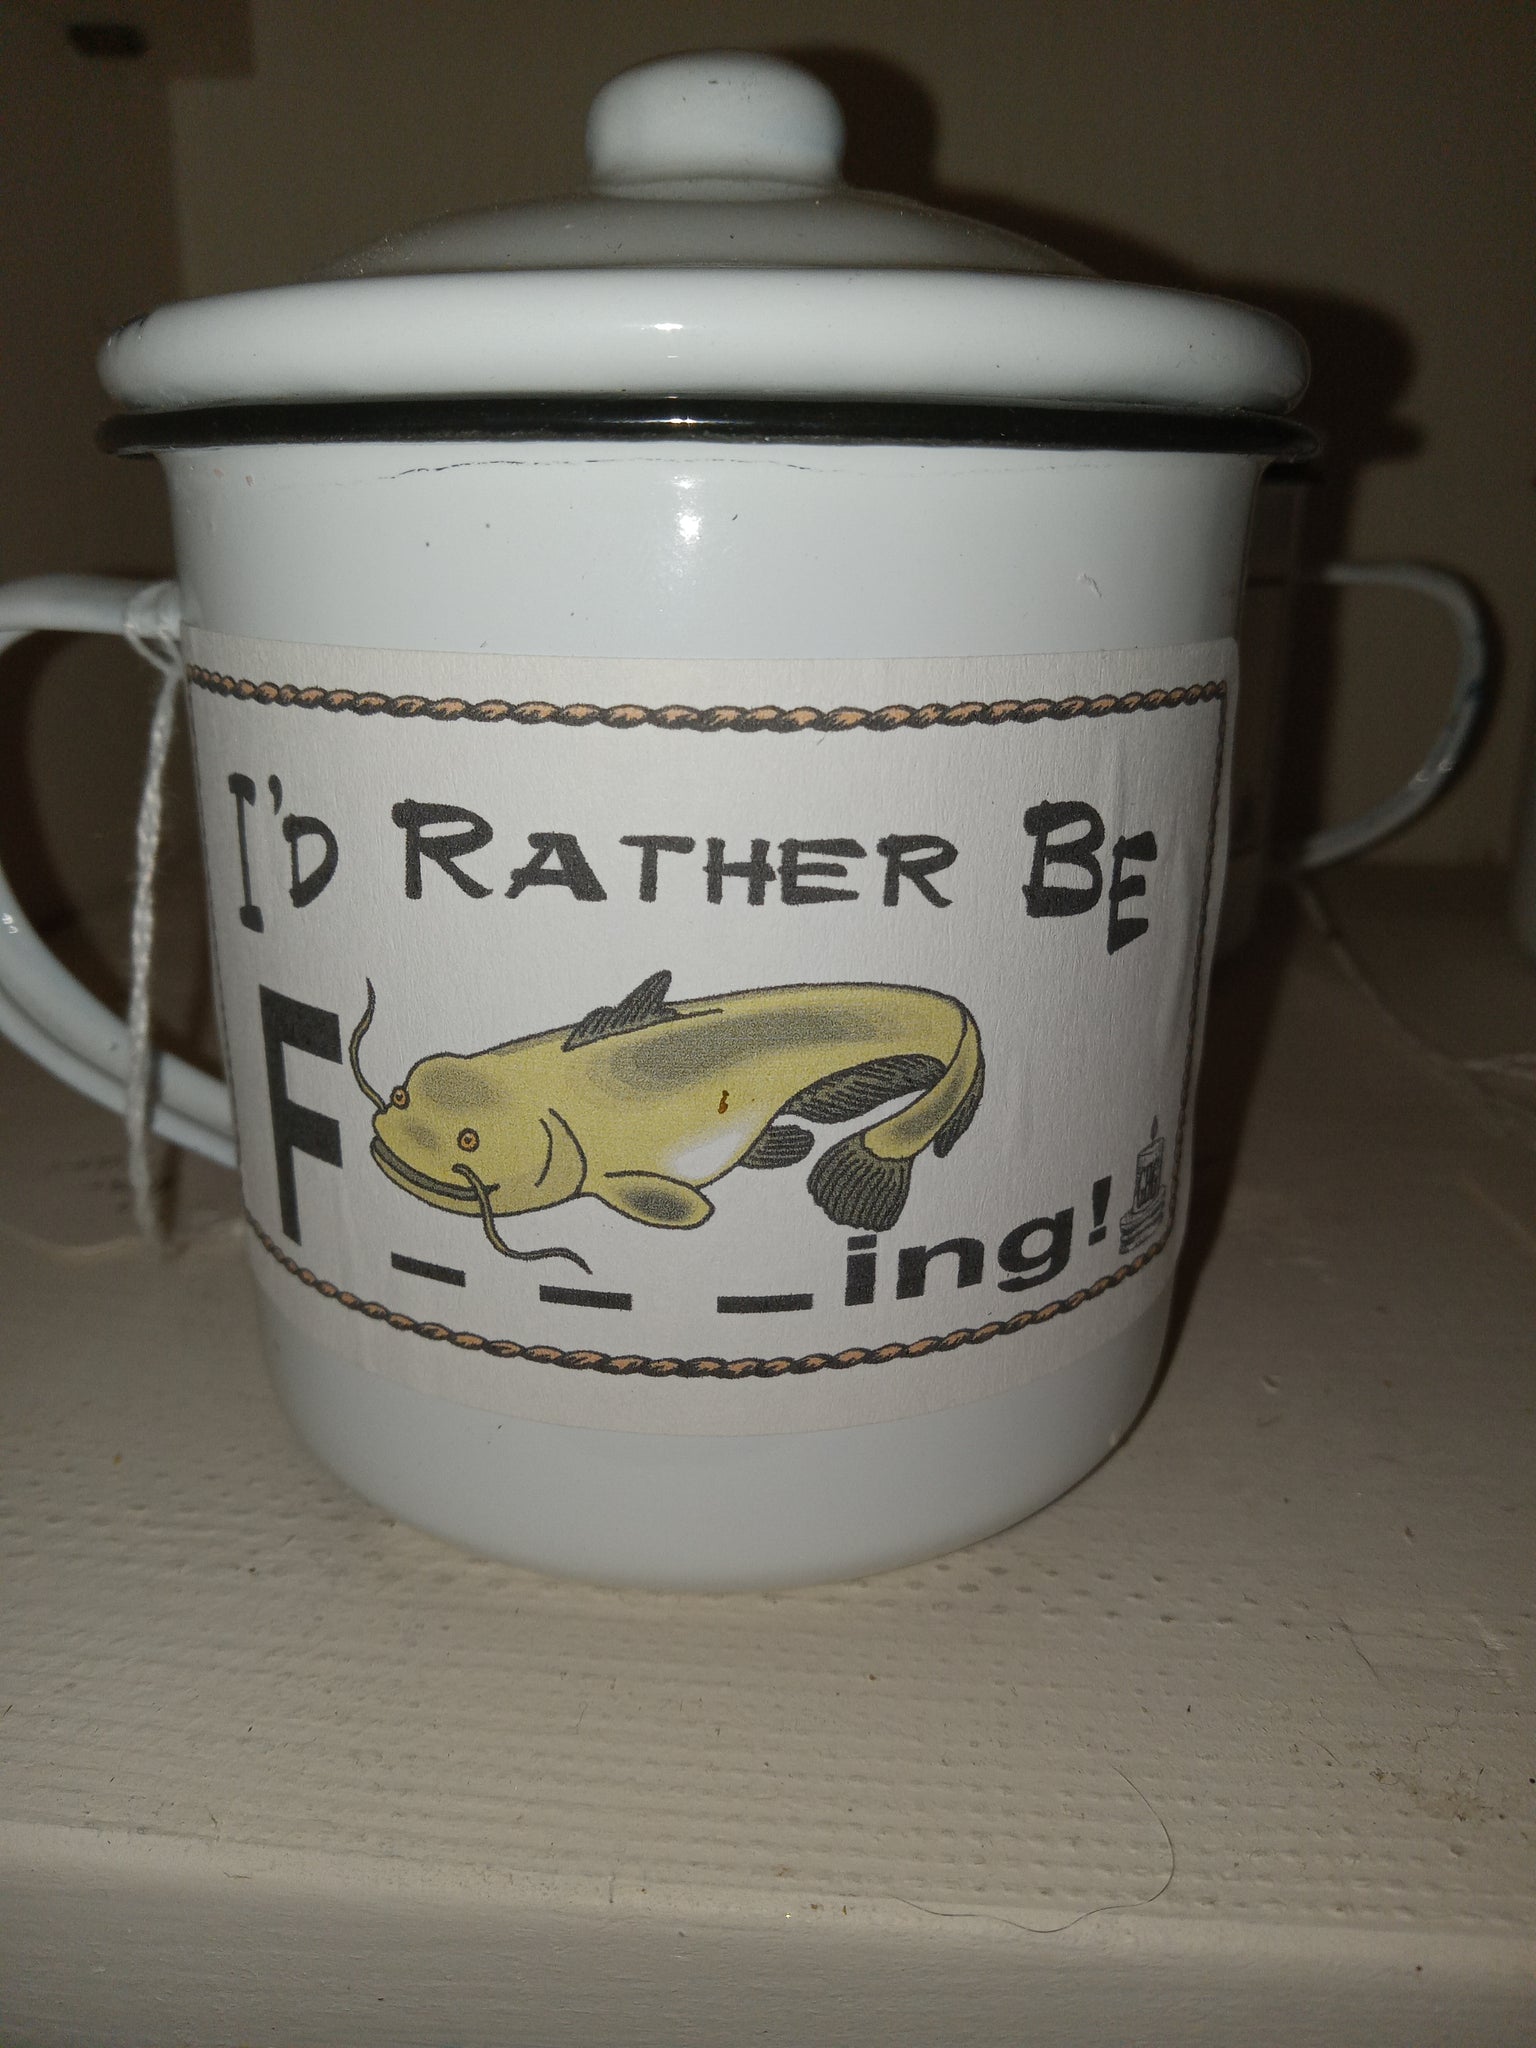 I'D RATHER BE
F _ _ _ing!